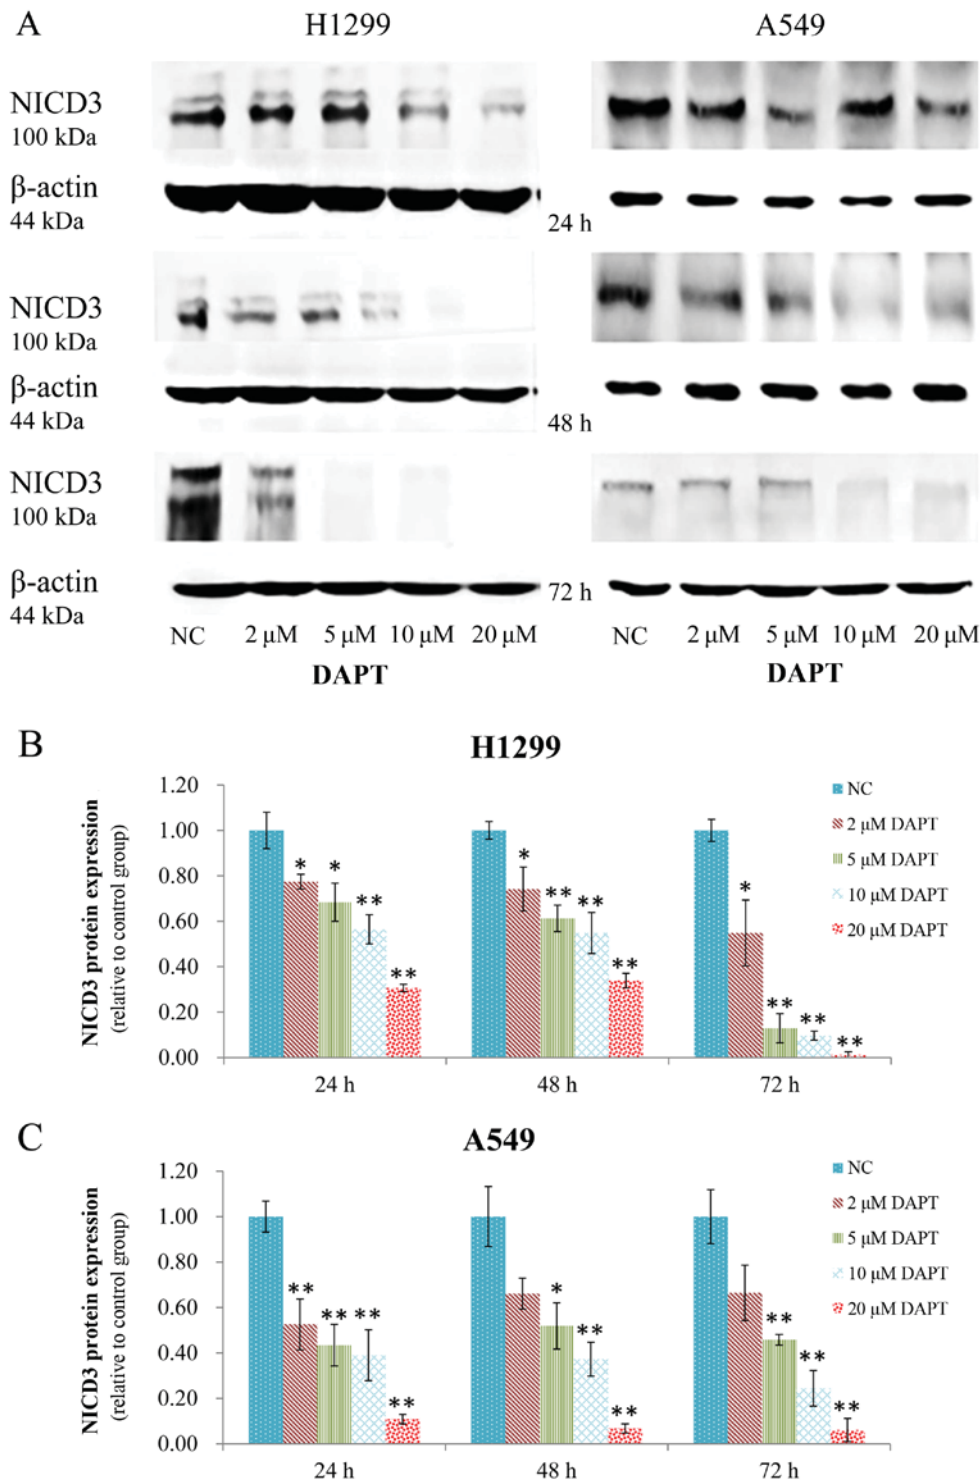 A
H1299
A549
NICD3
100 kDa
β-actin
44 kDa
24 h
NICD3
100 kDa
β-actin
44 kDa
48 h
NICD3
100 kDa
β-actin
44 kDa
72 h
NC 2 μM 5 μM 10 μM 20 μM
NC 2 μM 5 μM 10 μM 20 μM
DAPT
DAPT
B
H1299
NICD3 protein expression
(relative to control group)
1.20
1.00
0.80
0.60
0.40
0.20
0.00
* * ** **
* ** ** **
* ** ** **
24 h 48 h 72 h
NC
2 μM DAPT
5 μM DAPT
10 μM DAPT
20 μM DAPT
C
A549
NICD3 protein expression
(relative to control group)
1.20
1.00
0.80
0.60
0.40
0.20
0.00
** ** ** **
* ** **
** ** **
24 h 48 h 72 h
NC
2 μM DAPT
5 μM DAPT
10 μM DAPT
20 μM DAPT